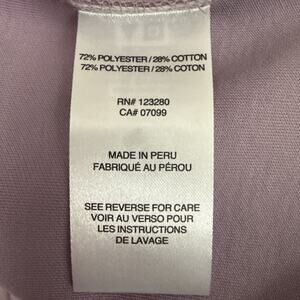 72% POLYESTER / 28% COTTON
72% POLYESTER / 28% COTON
RN# 123280
CA# 07099
MADE IN PERU
FABRIQUÉ AU PÉROU
SEE REVERSE FOR CARE
VOIR AU VERSO POUR
LES INSTRUCTIONS
DE LAVAGE